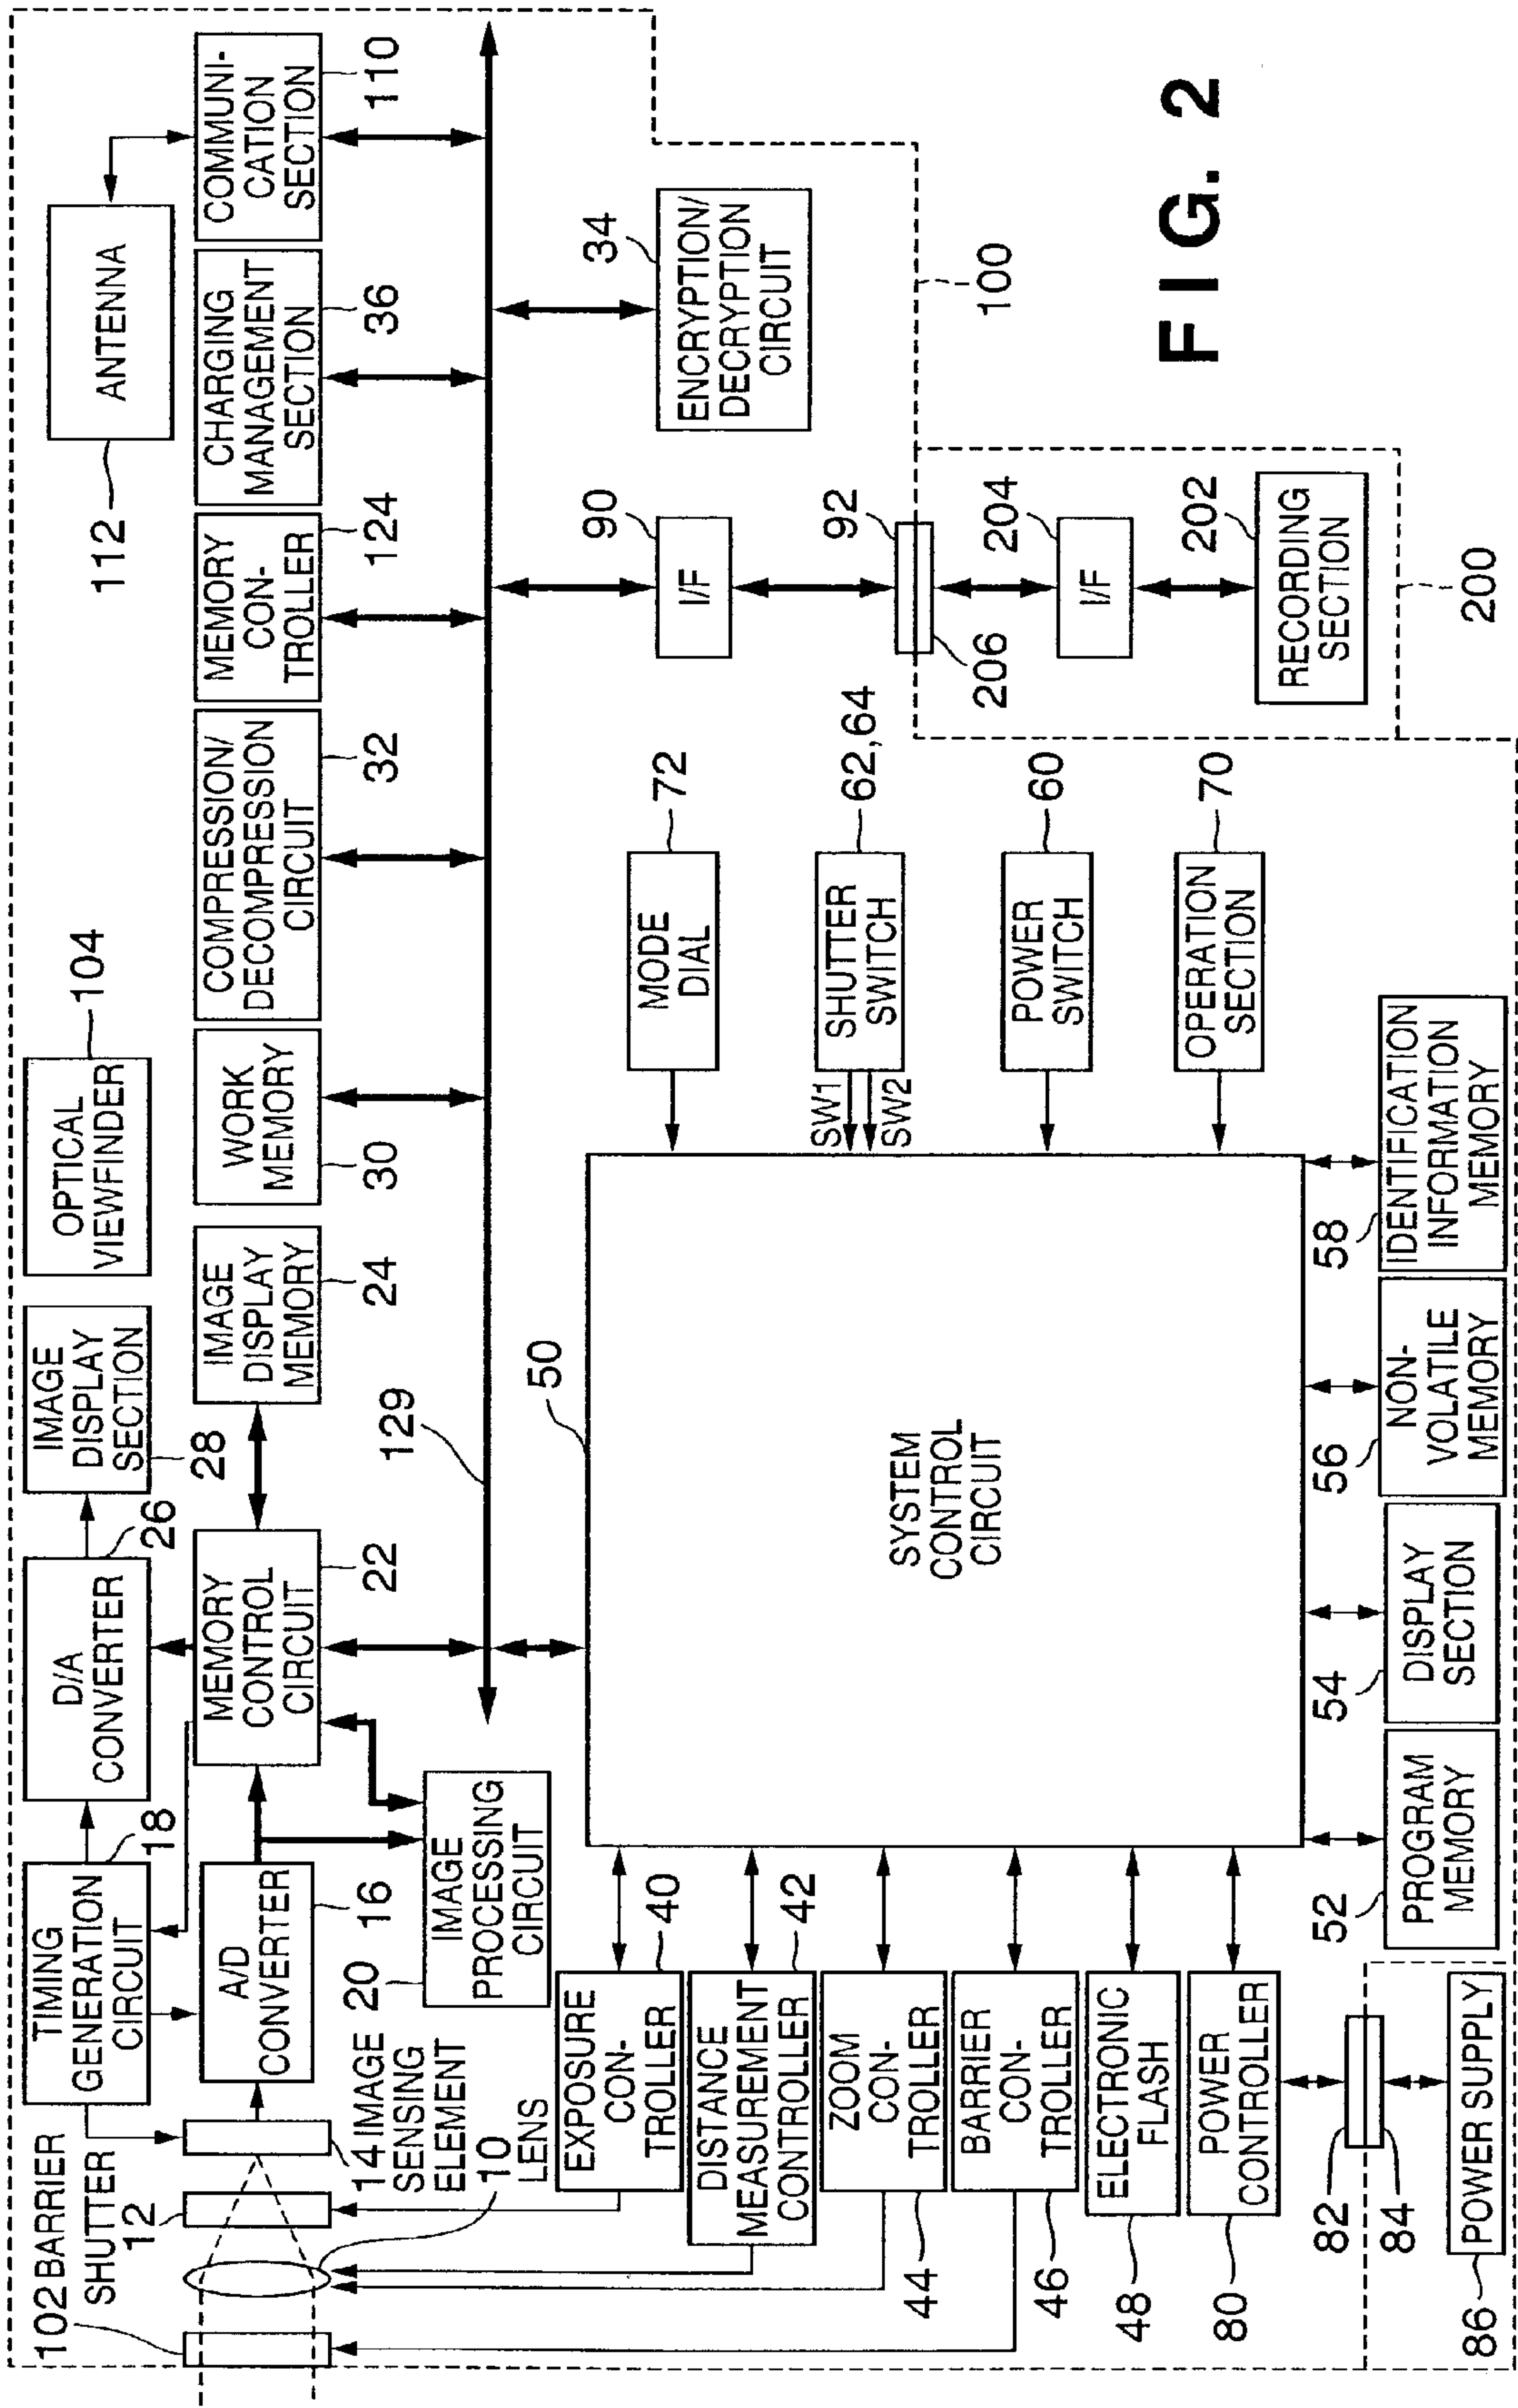 102 BARRIER
SHUTTER
12
14 IMAGE
SENSING
ELEMENT
10
LENS
TIMING
GENERATION
CIRCUIT
18
D/A
CONVERTER
26
IMAGE
DISPLAY
SECTION
28
OPTICAL
VIEWFINDER
104
ANTENNA
112
A/D
CONVERTER
16
MEMORY
CONTROL
CIRCUIT
22
IMAGE
DISPLAY
MEMORY
24
WORK
MEMORY
30
COMPRESSION/
DECOMPRESSION
CIRCUIT
32
MEMORY
CON-
TROLLER
124
CHARGING
MANAGEMENT
SECTION
36
COMMUNI-
CATION
SECTION
110
IMAGE
PROCESSING
CIRCUIT
20
129
EXPOSURE
CON-
TROLLER
40
DISTANCE
MEASUREMENT
CONTROLLER
42
ZOOM
CON-
TROLLER
44
BARRIER
CON-
TROLLER
46
ELECTRONIC
FLASH
48
POWER
CONTROLLER
80
82
84
POWER SUPPLY
86
SYSTEM
CONTROL
CIRCUIT
50
PROGRAM
MEMORY
52
DISPLAY
SECTION
54
NON-
VOLATILE
MEMORY
56
IDENTIFICATION
INFORMATION
MEMORY
58
MODE
DIAL
72
SW1
SW2
SHUTTER
SWITCH
62,64
POWER
SWITCH
60
OPERATION
SECTION
70
I/F
90
92
206
I/F
204
RECORDING
SECTION
202
200
ENCRYPTION/
DECRYPTION
CIRCUIT
34
100
FIG. 2